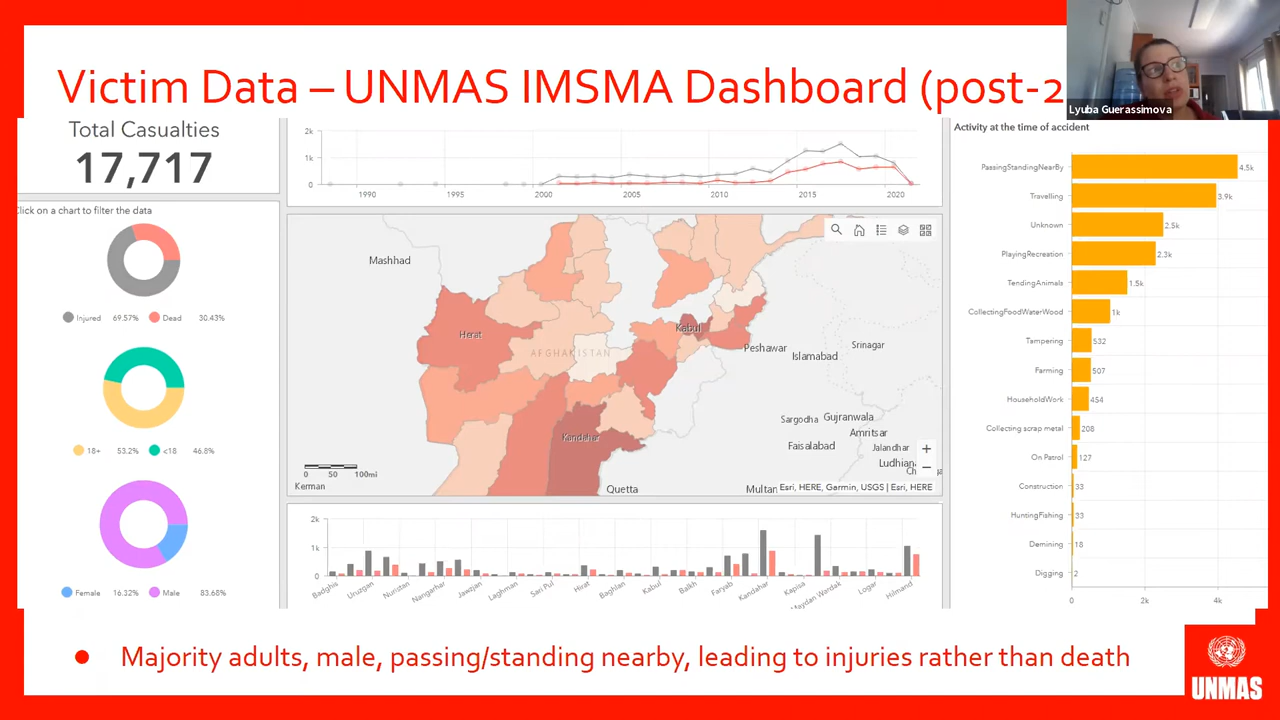 Victim Data – UNMAS IMSMA Dashboard (post-2
Lyuba Guerassimova
Total Casualties
17,717
Click on a chart to filter the data
Injured 69.57% Dead 30.43%
18+ 53.2% <18 46.8%
Female 16.32% Male 83.68%
2k
1k
0
1990 1995 2000 2005 2010 2015 2020
Mashhad
Herat
AFGHANISTAN
Kabul
Peshawar
Islamabad
Srinagar
Kandahar
Sargodha
Gujranwala
Amritsar
Faisalabad
Jalandhar
Kerman
Quetta
Multan
0 50 100mi
+
−
Esri, HERE, Garmin, USGS | Esri, HERE
2k
1k
0
Uruzgan Nuristan Nangarhar Jawzjan Laghman Sari Pul Hirat Baghlan Kabul Balkh Faryab Kandahar Kapisa Maydan Wardak Logar Hilmand
Activity at the time of accident
PassingStandingNearBy 4.5k
Travelling 3.9k
Unknown 2.5k
PlayingRecreation 2.3k
TendingAnimals 1.5k
CollectingFoodWaterWood 1k
Tampering 532
Farming 507
HouseholdWork 454
Collecting scrap metal 208
On Patrol 127
Construction 33
HuntingFishing 33
Demining 18
Digging 2
0 2k 4k
● Majority adults, male, passing/standing nearby, leading to injuries rather than death
UNMAS